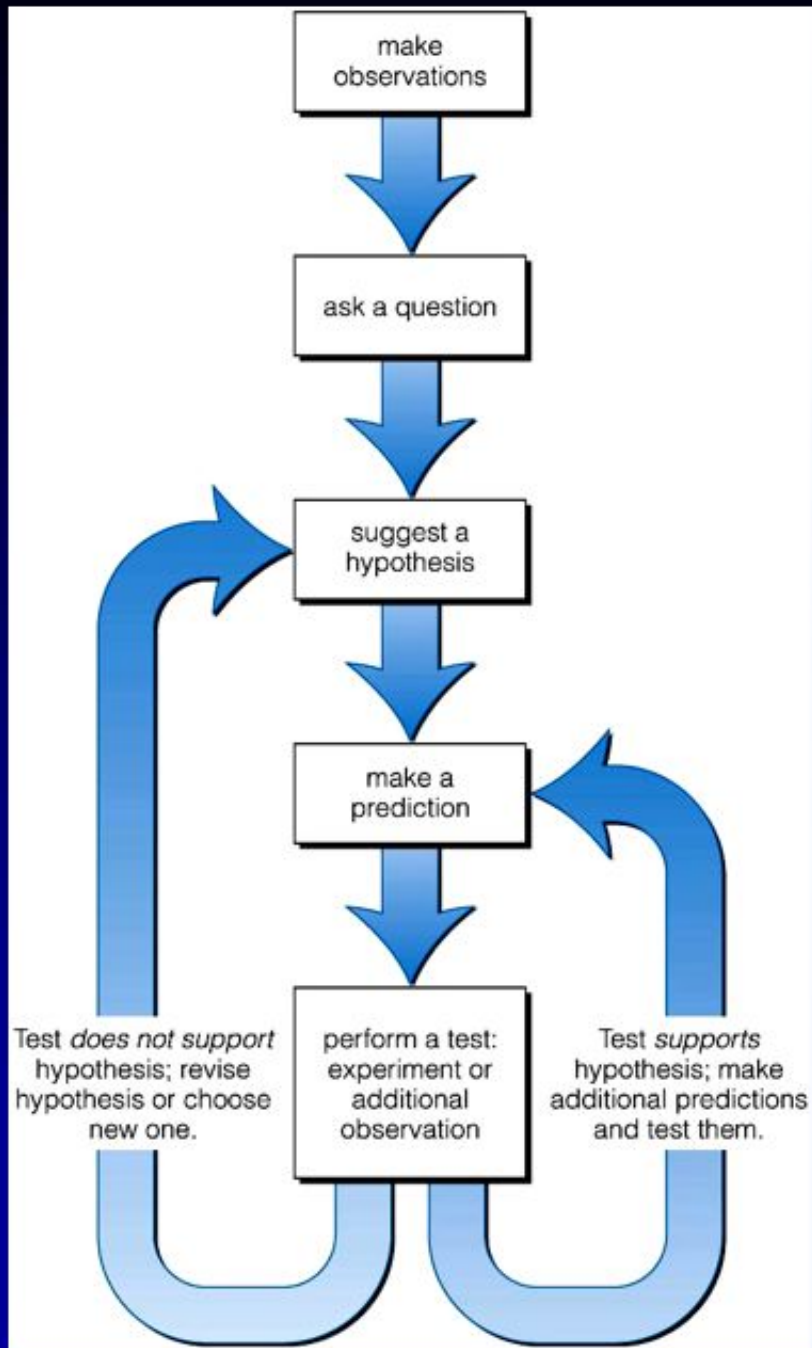 make
observations
ask a question
suggest a
hypothesis
make a
prediction
Test does not support
hypothesis; revise
hypothesis or choose
new one.
perform a test:
experiment or
additional
observation
Test supports
hypothesis; make
additional predictions
and test them.